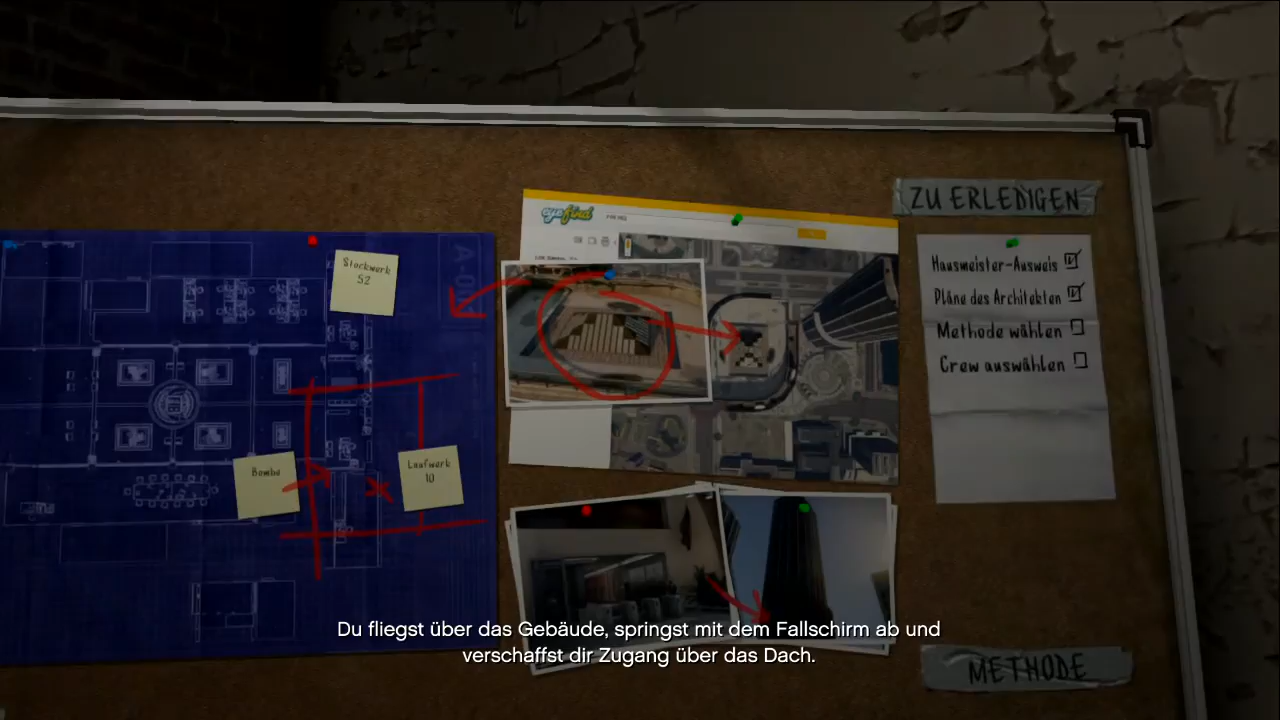 Stockwerk
52
Bombe
Laufwerk
10
eyefind
ZU ERLEDIGEN
Hausmeister-Ausweis
Pläne des Architekten
Methode wählen
Crew auswählen
METHODE
Du fliegst über das Gebäude, springst mit dem Fallschirm ab und
verschaffst dir Zugang über das Dach.